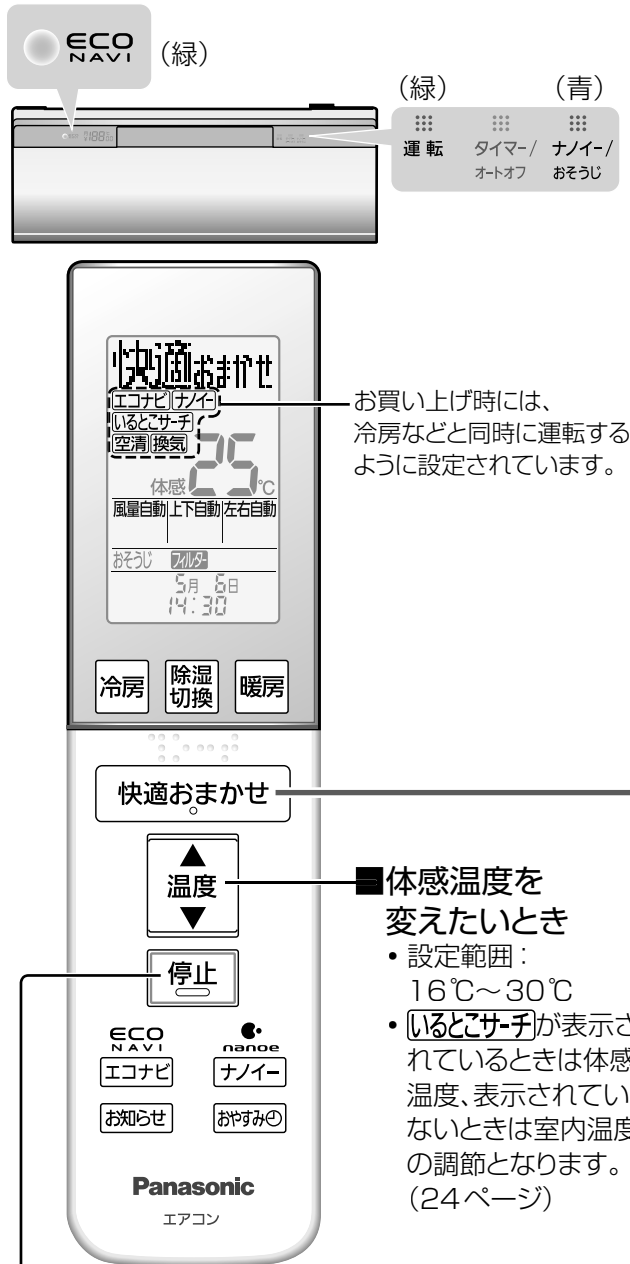 ECO
NAVI
(緑)
(緑)
(青)
運転
タイマー/
オートオフ
ナノイー/
おそうじ
快適おまかせ
エコナビ ナノイー
いるとこサーチ
空清 換気
体感 25℃
風量自動 上下自動 左右自動
おそうじ フィルター
5月 6日
14:30
お買い上げ時には、
冷房などと同時に運転する
ように設定されています。
冷房
除湿
切換
暖房
快適おまかせ
▲
温度
▼
停止
■体感温度を
変えたいとき
• 設定範囲:
16℃~30℃
• いるとこサーチが表示さ
れているときは体感
温度、表示されてい
ないときは室内温度
の調節となります。
(24ページ)
ECO
NAVI
nanoe
エコナビ
ナノイー
お知らせ
おやすみ
Panasonic
エアコン